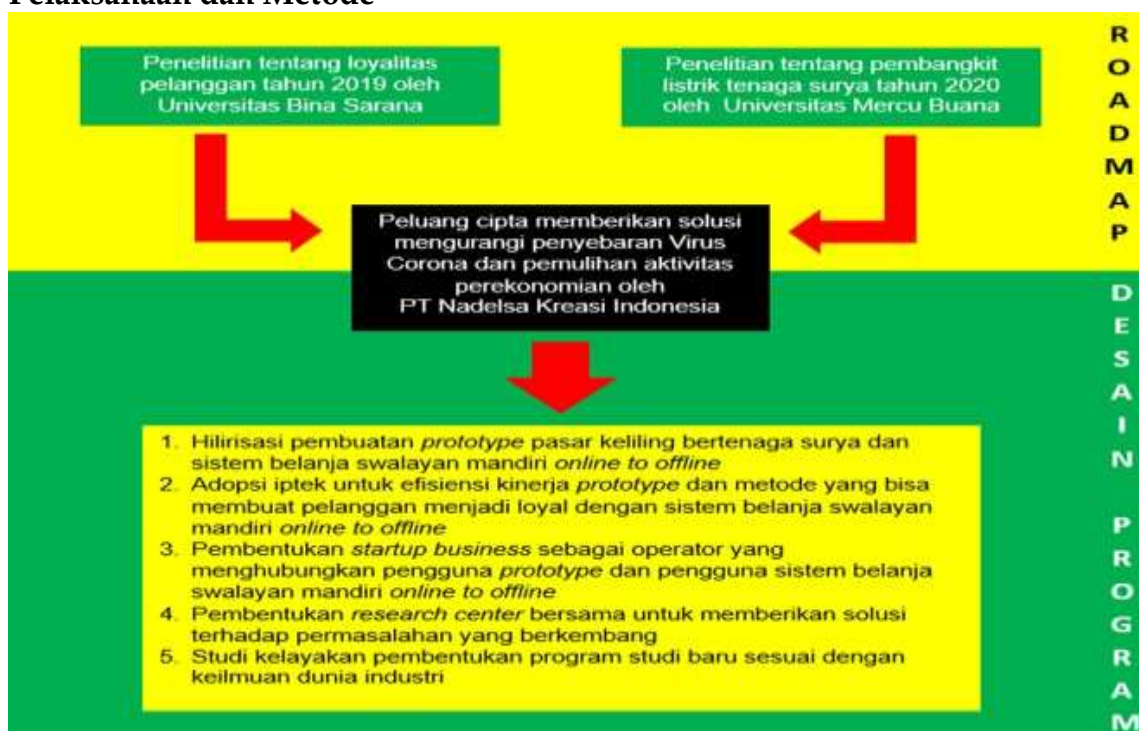 Pelaksanaan dan Metode
Penelitian tentang loyalitas
pelanggan tahun 2019 oleh
Universitas Bina Sarana
Penelitian tentang pembangkit
listrik tenaga surya tahun 2020
oleh Universitas Mercu Buana
ROADMAP
Peluang cipta memberikan solusi
mengurangi penyebaran Virus
Corona dan pemulihan aktivitas
perekonomian oleh
PT Nadelsa Kreasi Indonesia
DESAIN PROGRAM
1. Hilirisasi pembuatan prototype pasar keliling bertenaga surya dan
sistem belanja swalayan mandiri online to offline
2. Adopsi iptek untuk efisiensi kinerja prototype dan metode yang bisa
membuat pelanggan menjadi loyal dengan sistem belanja swalayan
mandiri online to offline
3. Pembentukan startup business sebagai operator yang
menghubungkan pengguna prototype dan pengguna sistem belanja
swalayan mandiri online to offline
4. Pembentukan research center bersama untuk memberikan solusi
terhadap permasalahan yang berkembang
5. Studi kelayakan pembentukan program studi baru sesuai dengan
keilmuan dunia industri